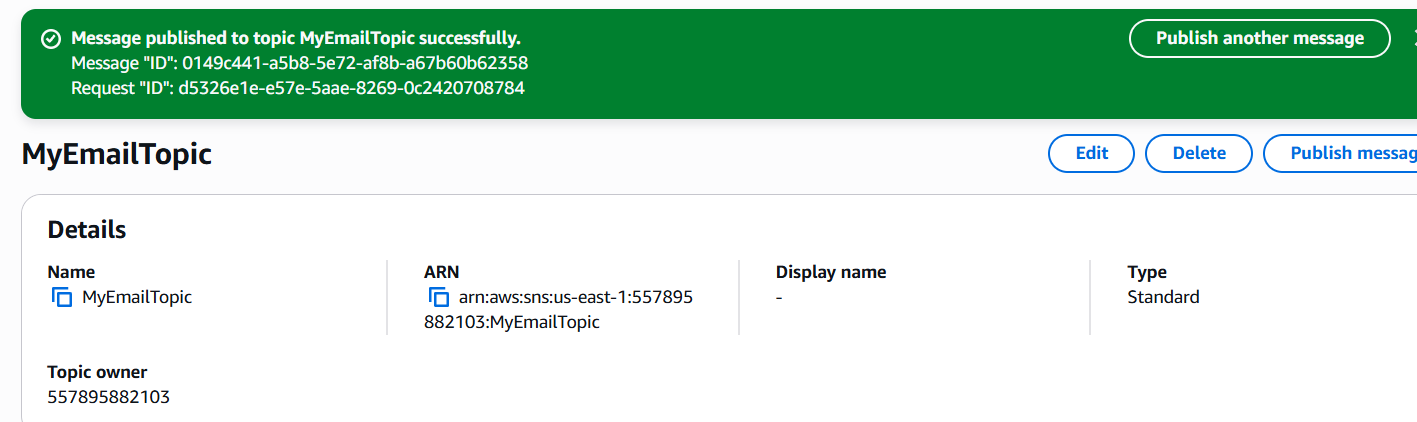 Message published to topic MyEmailTopic successfully.
Message "ID": 0149c441-a5b8-5e72-af8b-a67b60b62358
Request "ID": d5326e1e-e57e-5aae-8269-0c2420708784
Publish another message
MyEmailTopic
Edit
Delete
Publish messag
Details
Name
MyEmailTopic
ARN
arn:aws:sns:us-east-1:557895
882103:MyEmailTopic
Display name
-
Type
Standard
Topic owner
557895882103